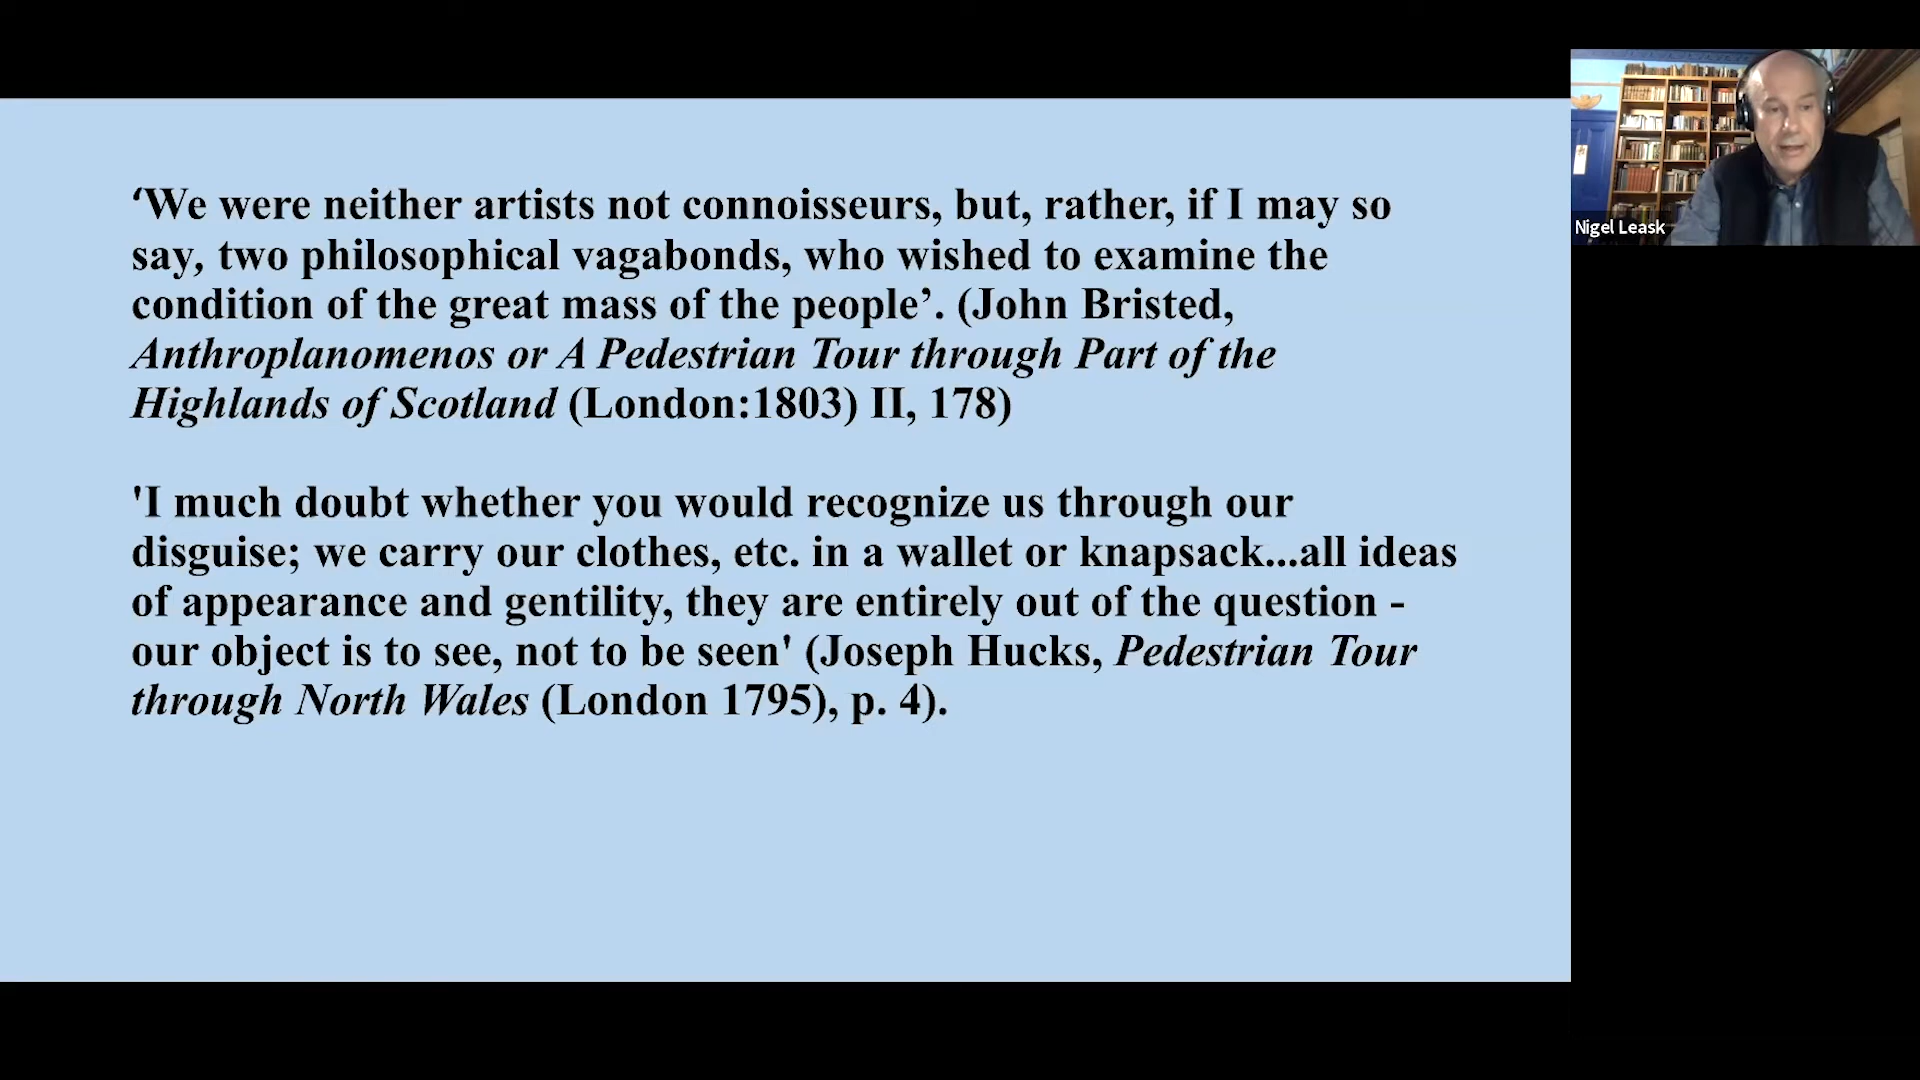 ‘We were neither artists not connoisseurs, but, rather, if I may so
say, two philosophical vagabonds, who wished to examine the
condition of the great mass of the people’. (John Bristed,
Anthroplanomenos or A Pedestrian Tour through Part of the
Highlands of Scotland (London:1803) II, 178)
'I much doubt whether you would recognize us through our
disguise; we carry our clothes, etc. in a wallet or knapsack...all ideas
of appearance and gentility, they are entirely out of the question -
our object is to see, not to be seen' (Joseph Hucks, Pedestrian Tour
through North Wales (London 1795), p. 4).
Nigel Leask